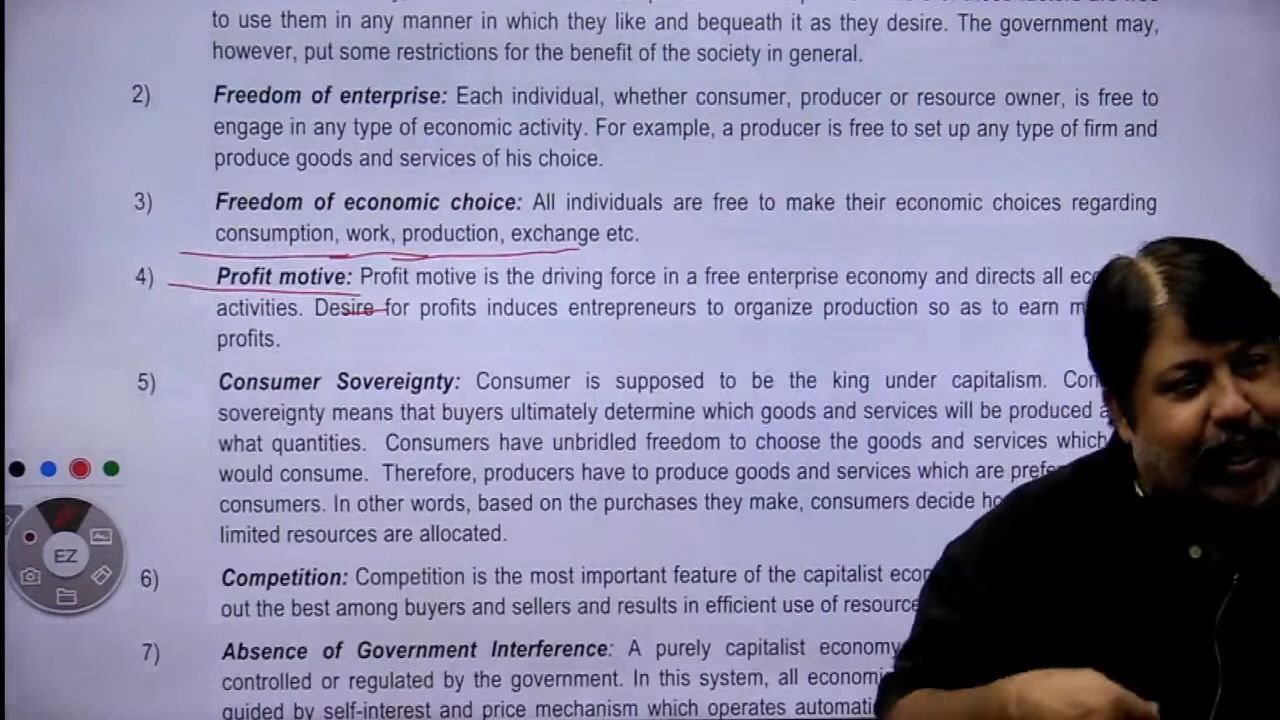 to use them in any manner in which they like and bequeath it as they desire. The government may,
however, put some restrictions for the benefit of the society in general.
2) Freedom of enterprise: Each individual, whether consumer, producer or resource owner, is free to
engage in any type of economic activity. For example, a producer is free to set up any type of firm and
produce goods and services of his choice.
3) Freedom of economic choice: All individuals are free to make their economic choices regarding
consumption, work, production, exchange etc.
4) Profit motive: Profit motive is the driving force in a free enterprise economy and directs all
activities. Desire for profits induces entrepreneurs to organize production so as to earn
profits.
5) Consumer Sovereignty: Consumer is supposed to be the king under capitalism.
sovereignty means that buyers ultimately determine which goods and services will be produced
what quantities. Consumers have unbridled freedom to choose the goods and services which
would consume. Therefore, producers have to produce goods and services which are
consumers. In other words, based on the purchases they make, consumers decide
limited resources are allocated.
EZ
6) Competition: Competition is the most important feature of the capitalist
out the best among buyers and sellers and results in efficient use of
7) Absence of Government Interference: A purely capitalist economy
controlled or regulated by the government. In this system, all
guided by self-interest and price mechanism which operates